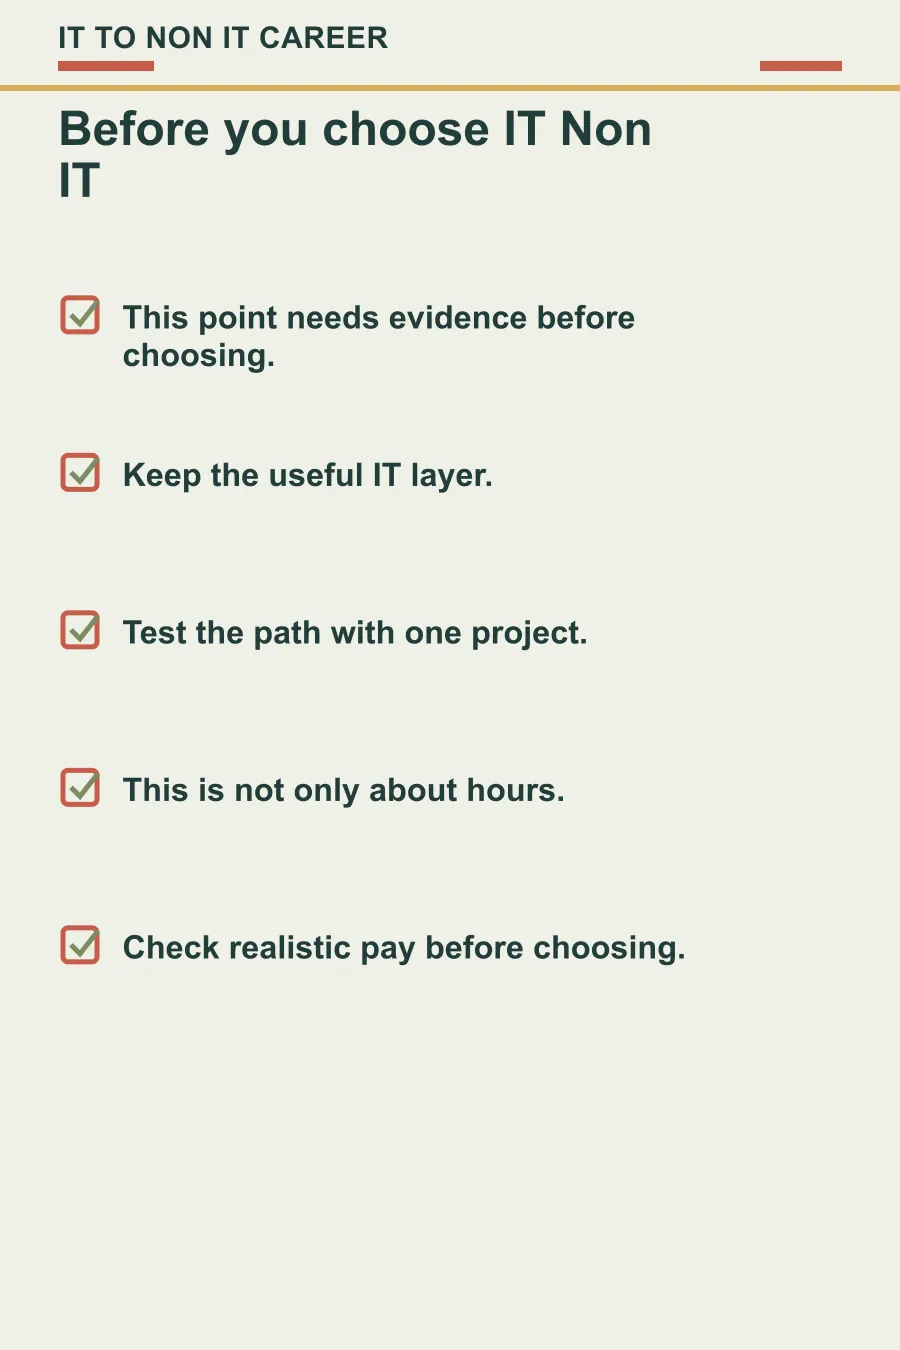 IT TO NON IT CAREER
Before you choose IT Non
IT
This point needs evidence before
choosing.
Keep the useful IT layer.
Test the path with one project.
This is not only about hours.
Check realistic pay before choosing.